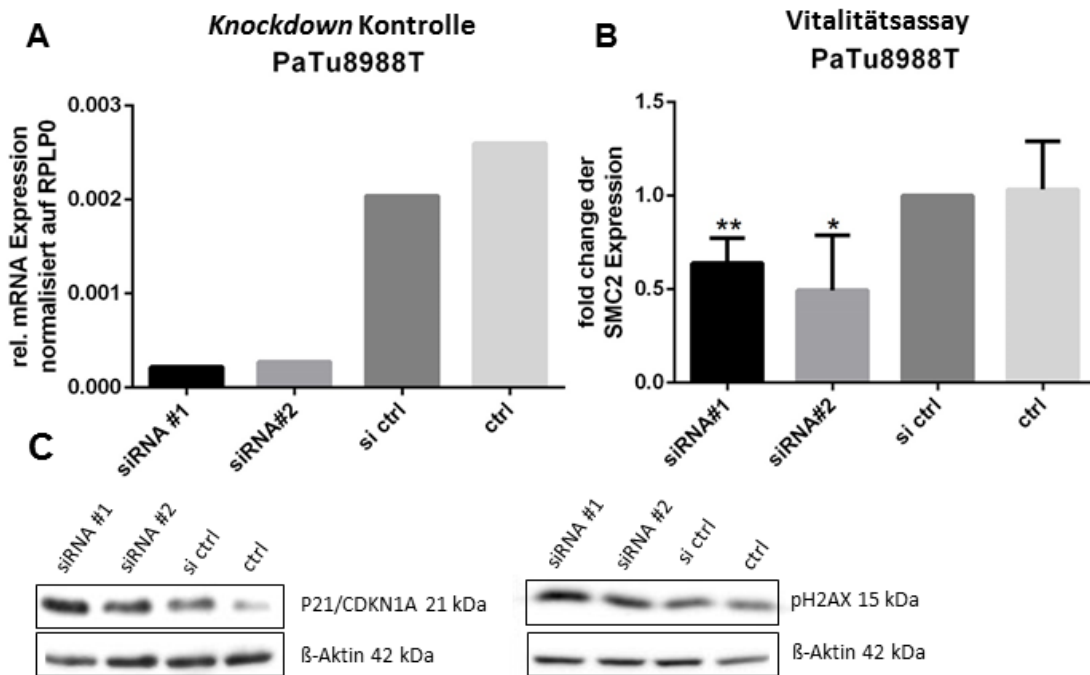 A
Knockdown Kontrolle
PaTu8988T
rel. mRNA Expression
normalisiert auf RPLP0
0.003
0.002
0.001
0.000
siRNA #1
siRNA#2
si ctrl
ctrl
B
Vitalitätsassay
PaTu8988T
fold change der
SMC2 Expression
1.5
1.0
0.5
0.0
**
*
siRNA#1
siRNA#2
si ctrl
ctrl
C
siRNA #1
siRNA #2
si ctrl
ctrl
P21/CDKN1A 21 kDa
ß-Aktin 42 kDa
siRNA #1
siRNA #2
si ctrl
ctrl
pH2AX 15 kDa
ß-Aktin 42 kDa